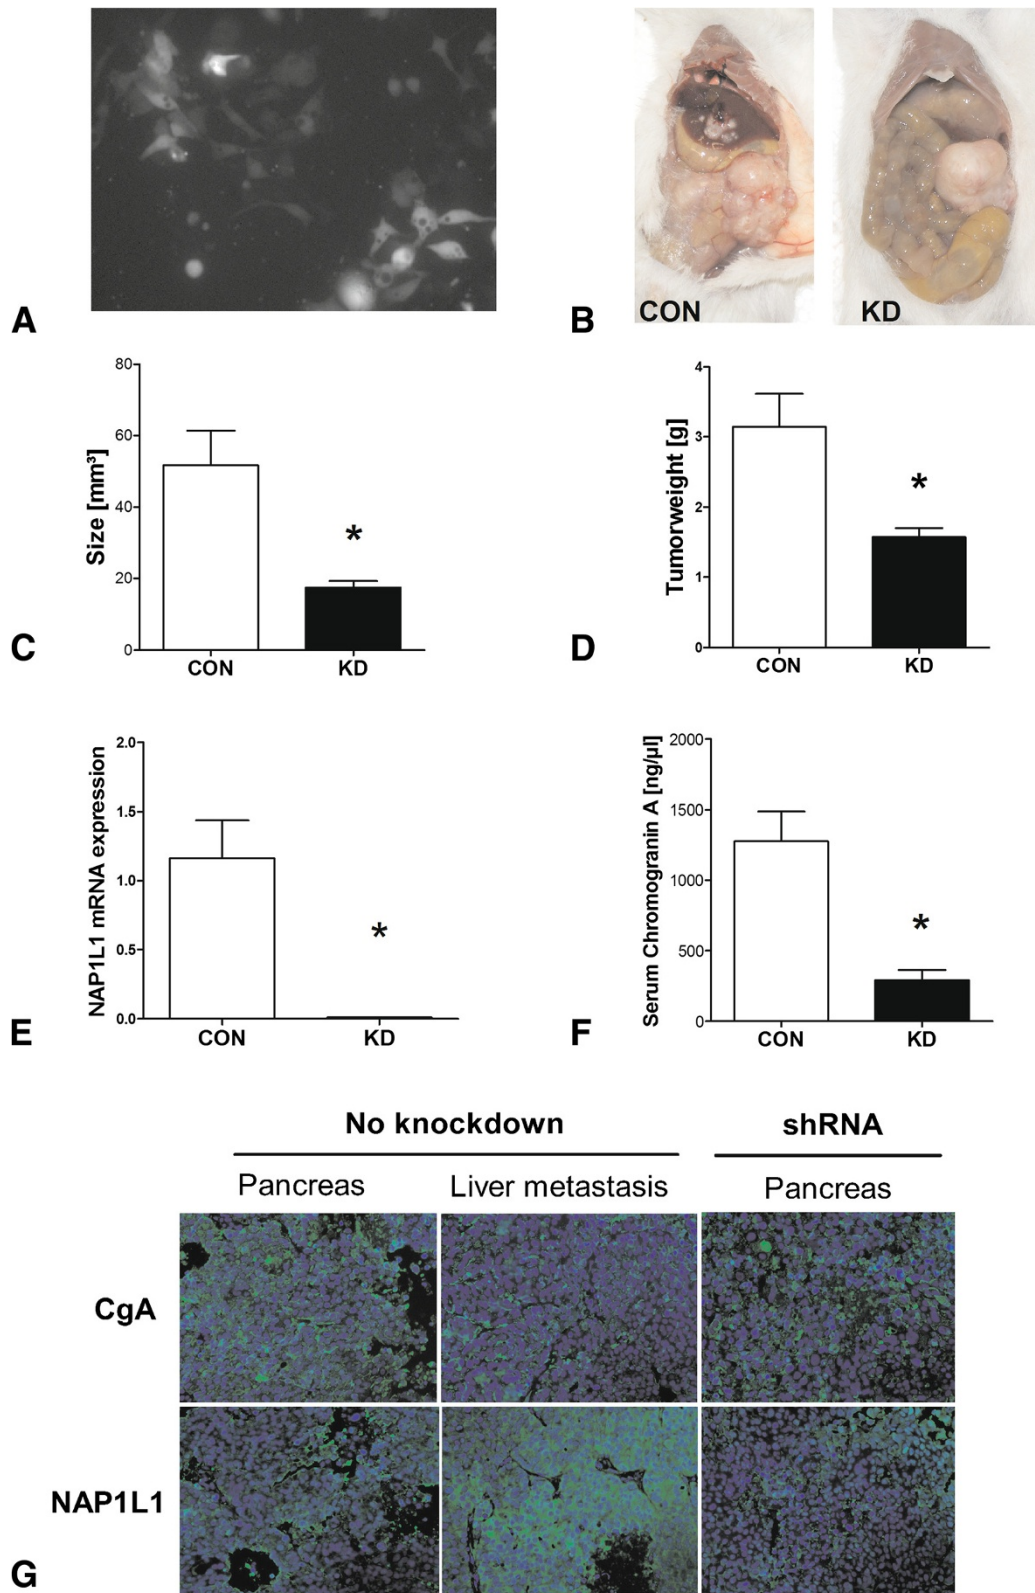 A
B
CON
KD
80
60
40
20
0
Size [mm³]
CON
KD
C
4
3
2
1
0
Tumorweight [g]
CON
KD
D
*
*
2.0
1.5
1.0
0.5
0.0
NAP1L1 mRNA expression
CON
KD
E
*
2000
1500
1000
500
0
Serum Chromogranin A [ng/µl]
CON
KD
F
*
No knockdown
shRNA
Pancreas
Liver metastasis
Pancreas
CgA
NAP1L1
G